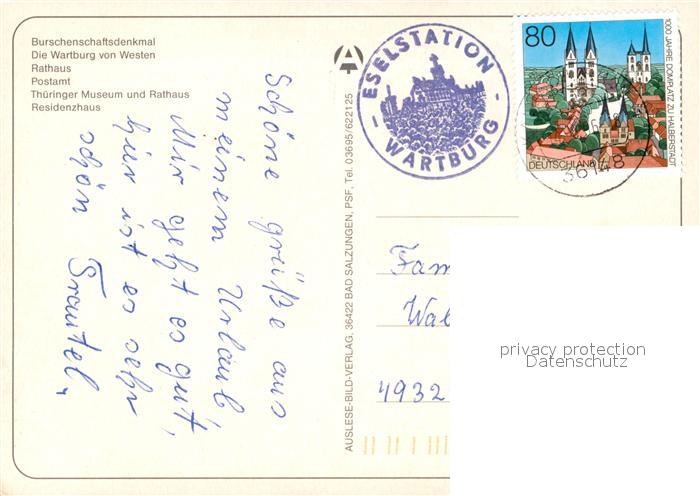 Burschenschaftsdenkmal
Die Wartburg von Westen
Rathaus
Postamt
Thüringer Museum und Rathaus
Residenzhaus
Schöne grüße aus
meinem Urlaub,
Mir geht es gut,
hier ist es sehr
schön Trautel.
AUSLESE-BILD-VERLAG, 36422 BAD SALZUNGEN, PSF, Tel. 03695/622125
- ESELSTATION -
WARTBURG
80
1000 JAHRE DOMPLATZ ZU HALBERSTADT
DEUTSCHLAND
36148
Fam
Wal
4932
privacy protection
Datenschutz